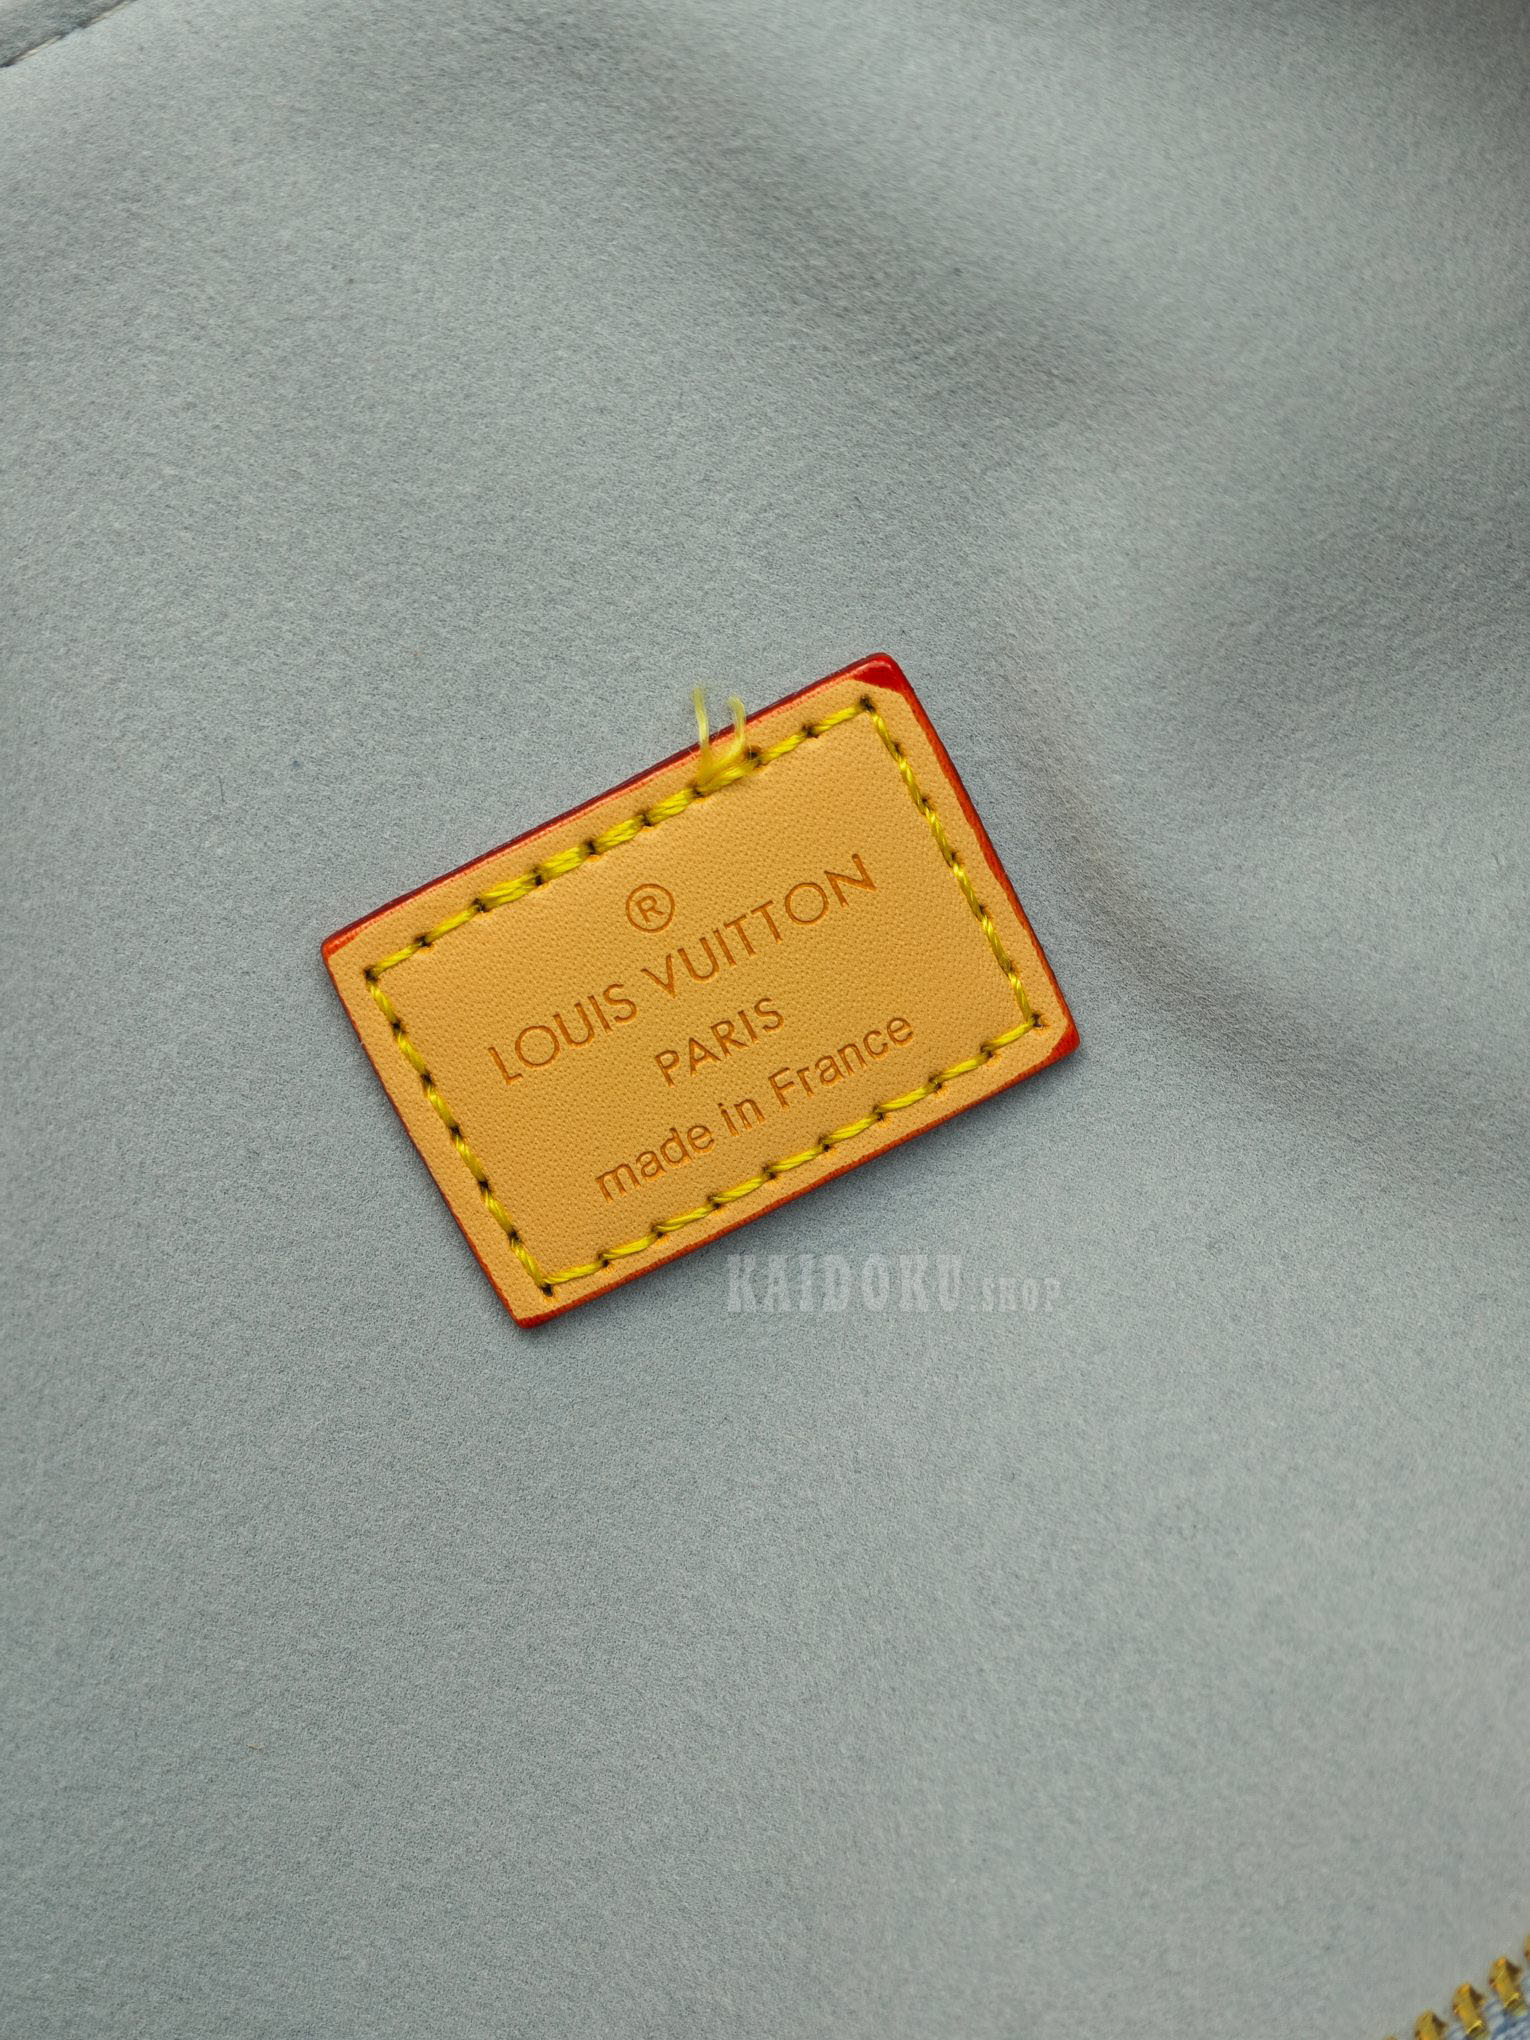 ®
LOUIS VUITTON
PARIS
made in France
KAIDOKU.SHOP